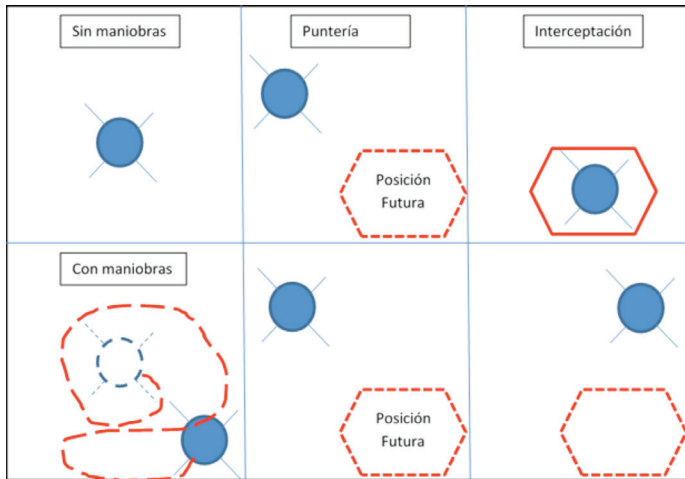 Sin maniobras
Puntería
Interceptación
Posición
Futura
Con maniobras
Posición
Futura